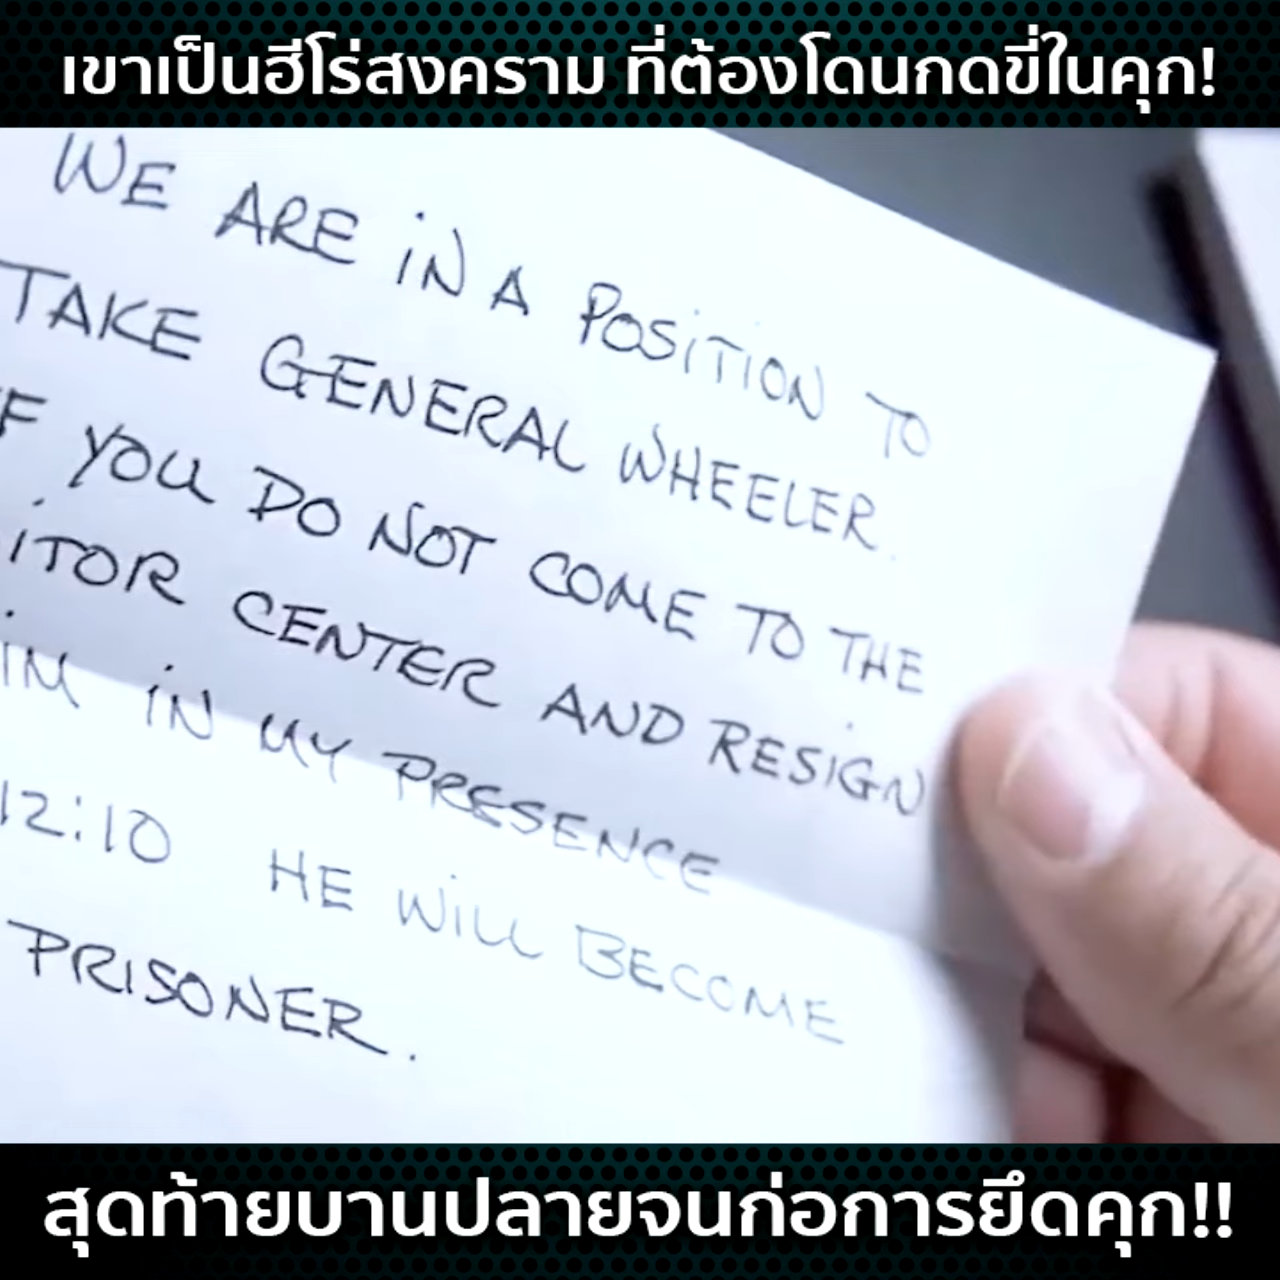 เขาเป็นฮีโร่สงคราม ที่ต้องโดนกดขี่ในคุก!
WE ARE IN A POSITION TO
TAKE GENERAL WHEELER.
F YOU DO NOT COME TO THE
ITOR CENTER AND RESIGN
IM IN MY PRESENCE
12:10 HE WILL BECOME
PRISONER.
สุดท้ายบานปลายจนก่อการยึดคุก!!